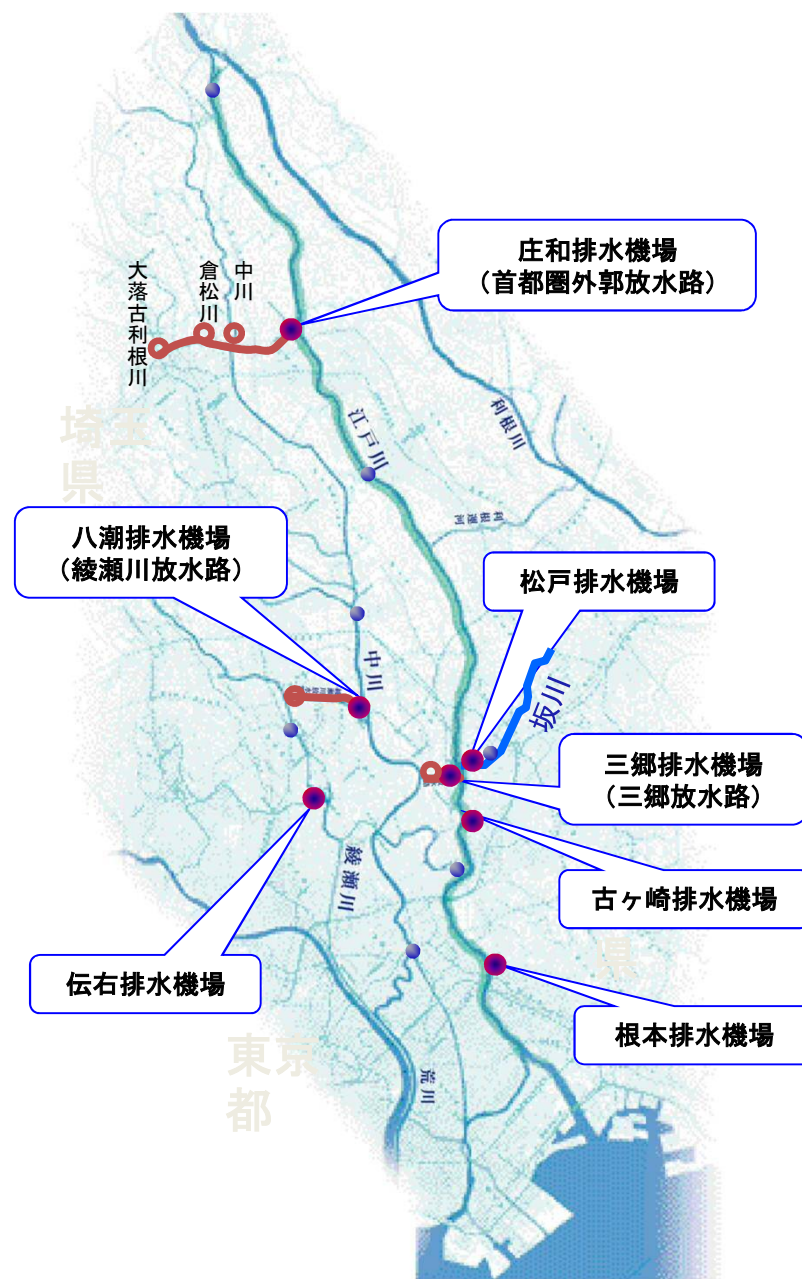 庄和排水機場
(首都圏外郭放水路)
中川
倉松川
大落古利根川
江戸川
利根川
埼玉
県
利根運河
八潮排水機場
(綾瀬川放水路)
松戸排水機場
中川
坂川
三郷排水機場
(三郷放水路)
綾瀬川
古ヶ崎排水機場
県
伝右排水機場
根本排水機場
東京
都
荒川